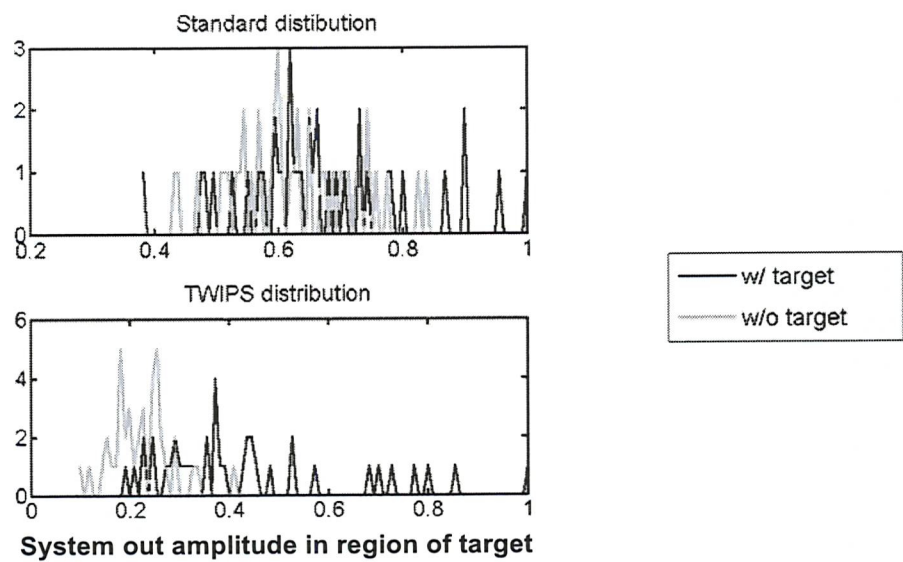 Standard distibution
3
2
1
0
0.2 0.4 0.6 0.8 1
TWIPS distribution
6
4
2
0
0 0.2 0.4 0.6 0.8 1
System out amplitude in region of target
w/ target
w/o target